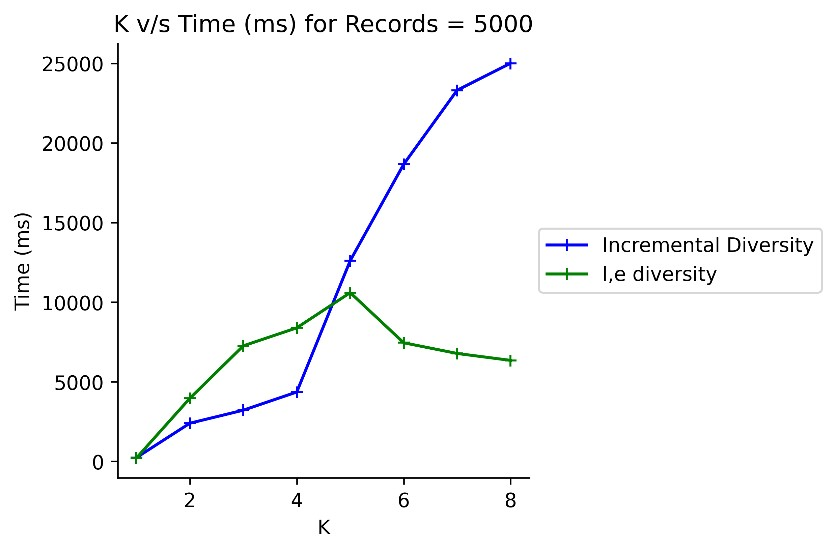 K v/s Time (ms) for Records = 5000
25000
20000
15000
10000
5000
0
Time (ms)
2 4 6 8
K
Incremental Diversity
l,e diversity